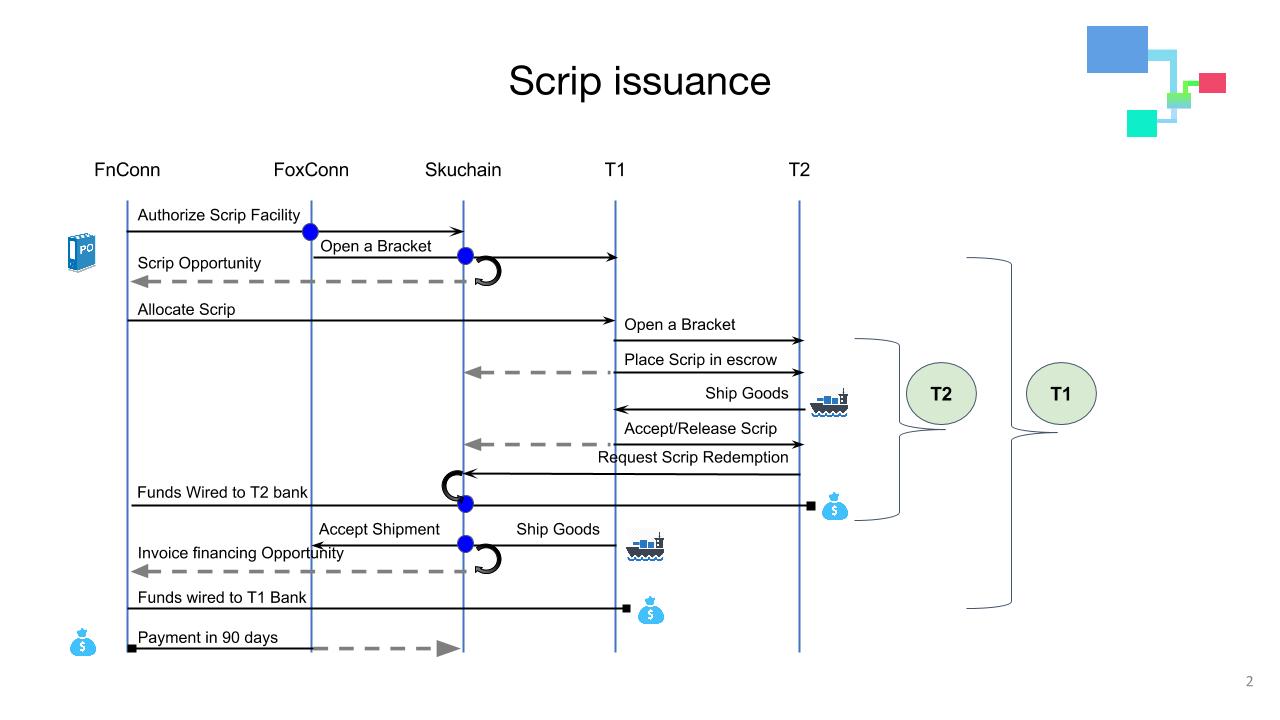 Scrip issuance
FnConn
FoxConn
Skuchain
T1
T2
Authorize Scrip Facility
PO
Open a Bracket
Scrip Opportunity
Allocate Scrip
Open a Bracket
Place Scrip in escrow
Ship Goods
T2
T1
Accept/Release Scrip
Request Scrip Redemption
Funds Wired to T2 bank
$
Accept Shipment
Ship Goods
Invoice financing Opportunity
Funds wired to T1 Bank
$
Payment in 90 days
$
2